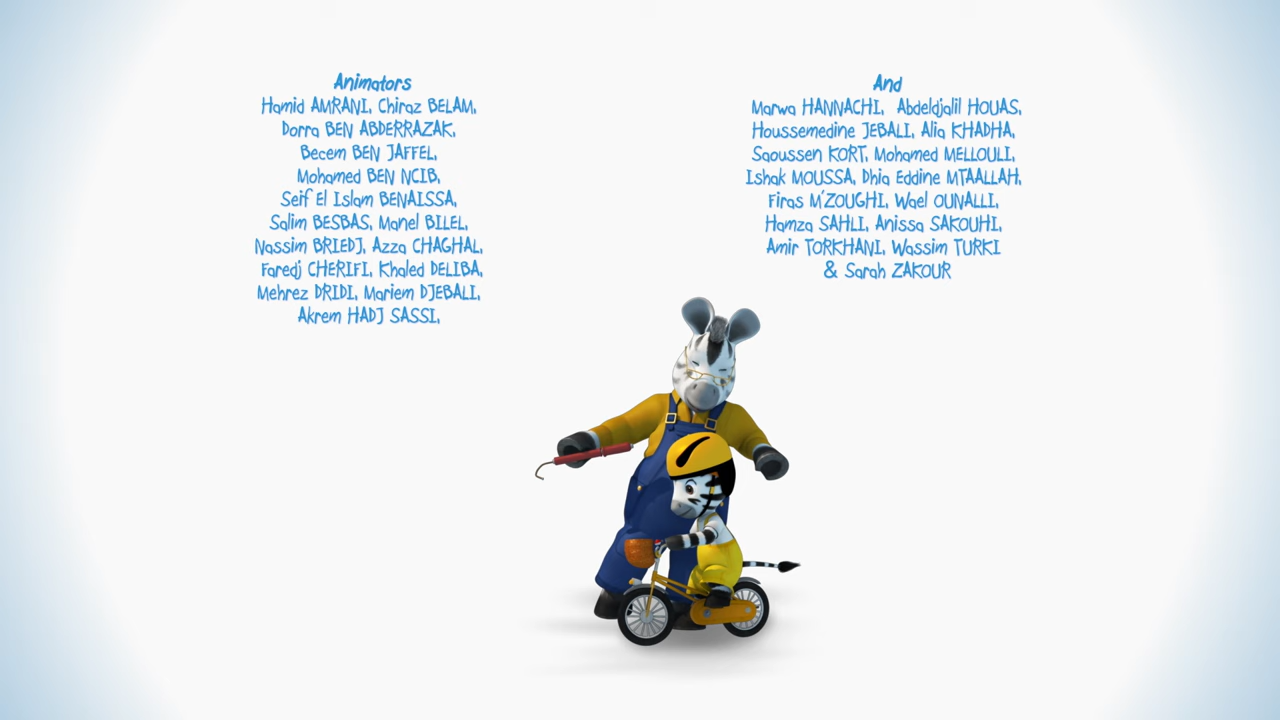 Animators
Hamid AMRANI, Chiraz BELAM,
Dorra BEN ABDERRAZAK,
Becem BEN JAFFEL,
Mohamed BEN NCIB,
Seif El Islam BENAISSA,
Salim BESBAS, Manel BILEL,
Nassim BRIEDJ, Azza CHAGHAL,
Faredj CHERIFI, Khaled DELIBA,
Mehrez DRIDI, Mariem DJEBALI,
Akrem HADJ SASSI,
And
Marwa HANNACHI, Abdeldjalil HOUAS,
Houssemedine JEBALI, Alia KHADHA,
Saoussen KORT, Mohamed MELLOULI,
Ishak MOUSSA, Dhia Eddine MTAALLAH,
Firas M'ZOUGHI, Wael OUNALLI,
Hamza SAHLI, Anissa SAKOUHI,
Amir TORKHANI, Wassim TURKI
& Sarah ZAKOUR